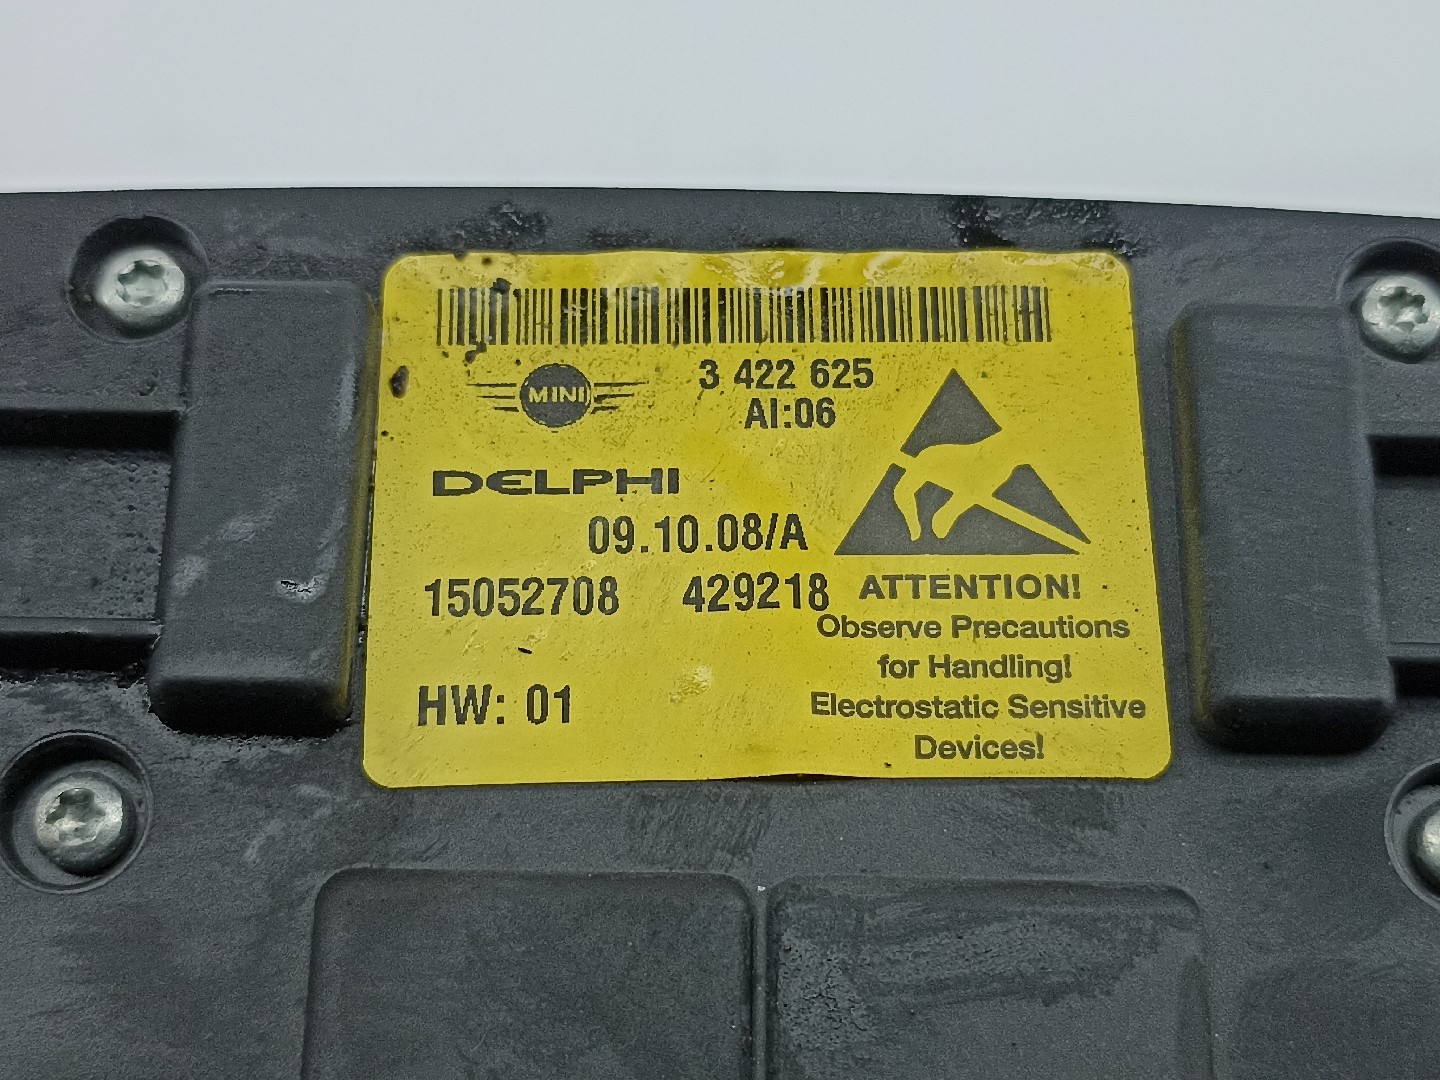 3 422 625
MINI
AI:06
DELPHI
09.10.08/A
15052708 429218
ATTENTION!
Observe Precautions
for Handling!
Electrostatic Sensitive
Devices!
HW: 01